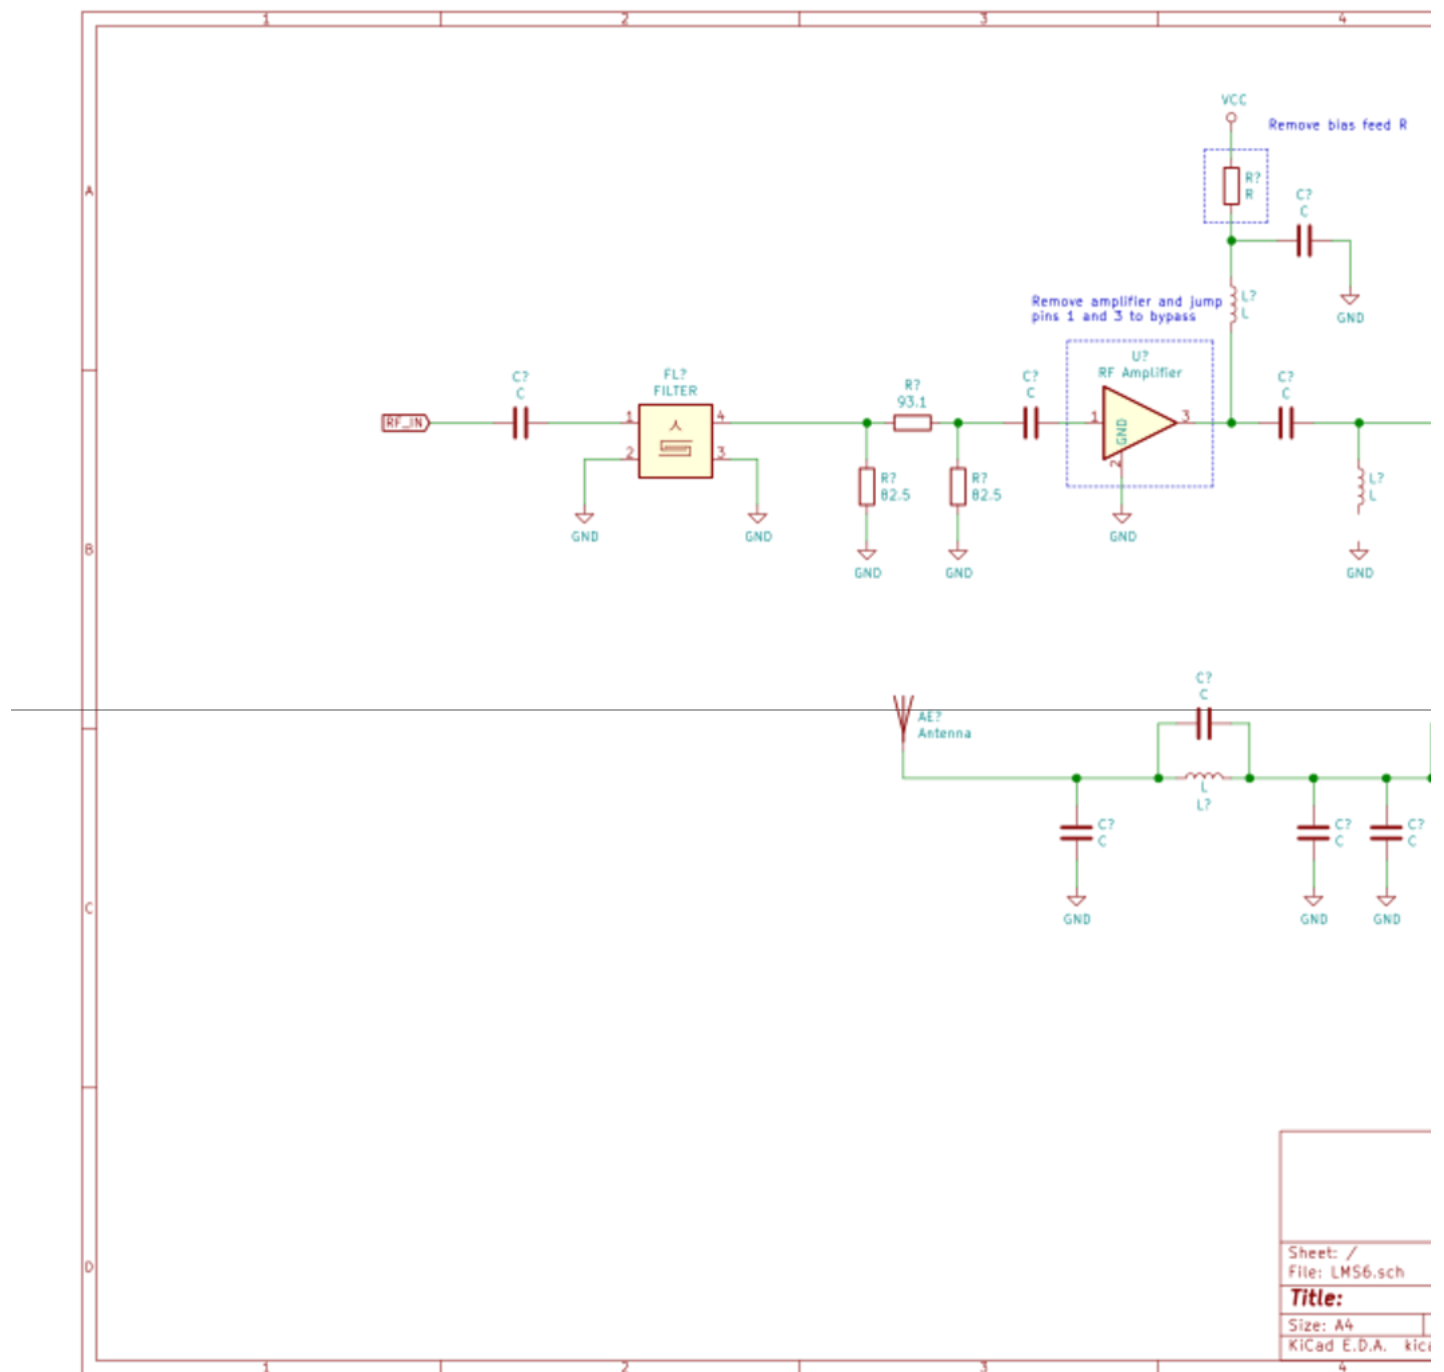 1 2 3 4
VCC
Remove bias feed R
A
R?
R
C?
C
GND
L?
L
Remove amplifier and jump
pins 1 and 3 to bypass
U?
RF Amplifier
1
GND
2
3
GND
RF_IN
C?
C
FL?
FILTER
1
4
2
3
GND
GND
R?
93.1
R?
82.5
GND
R?
82.5
GND
C?
C
C?
C
L?
L
GND
B
AE?
Antenna
C?
C
L
L?
C?
C
GND
C?
C
GND
C?
C
GND
C
D
Sheet: /
File: LMS6.sch
Title:
Size: A4
KiCad E.D.A. kica
1 2 3 4